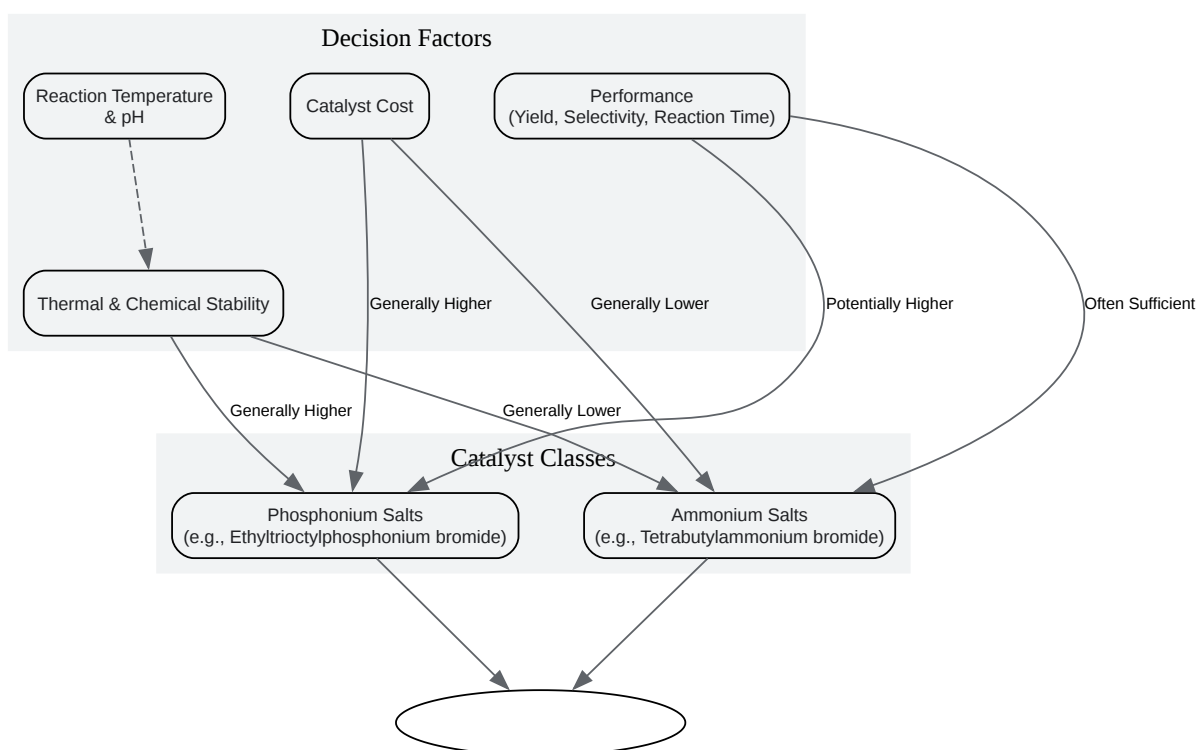 Decision Factors
Reaction Temperature
& pH
Catalyst Cost
Performance
(Yield, Selectivity, Reaction Time)
Thermal & Chemical Stability
Generally Higher
Generally Lower
Potentially Higher
Often Sufficient
Generally Higher
Generally Lower
Catalyst Classes
Phosphonium Salts
(e.g., Ethyltrioctylphosphonium bromide)
Ammonium Salts
(e.g., Tetrabutylammonium bromide)